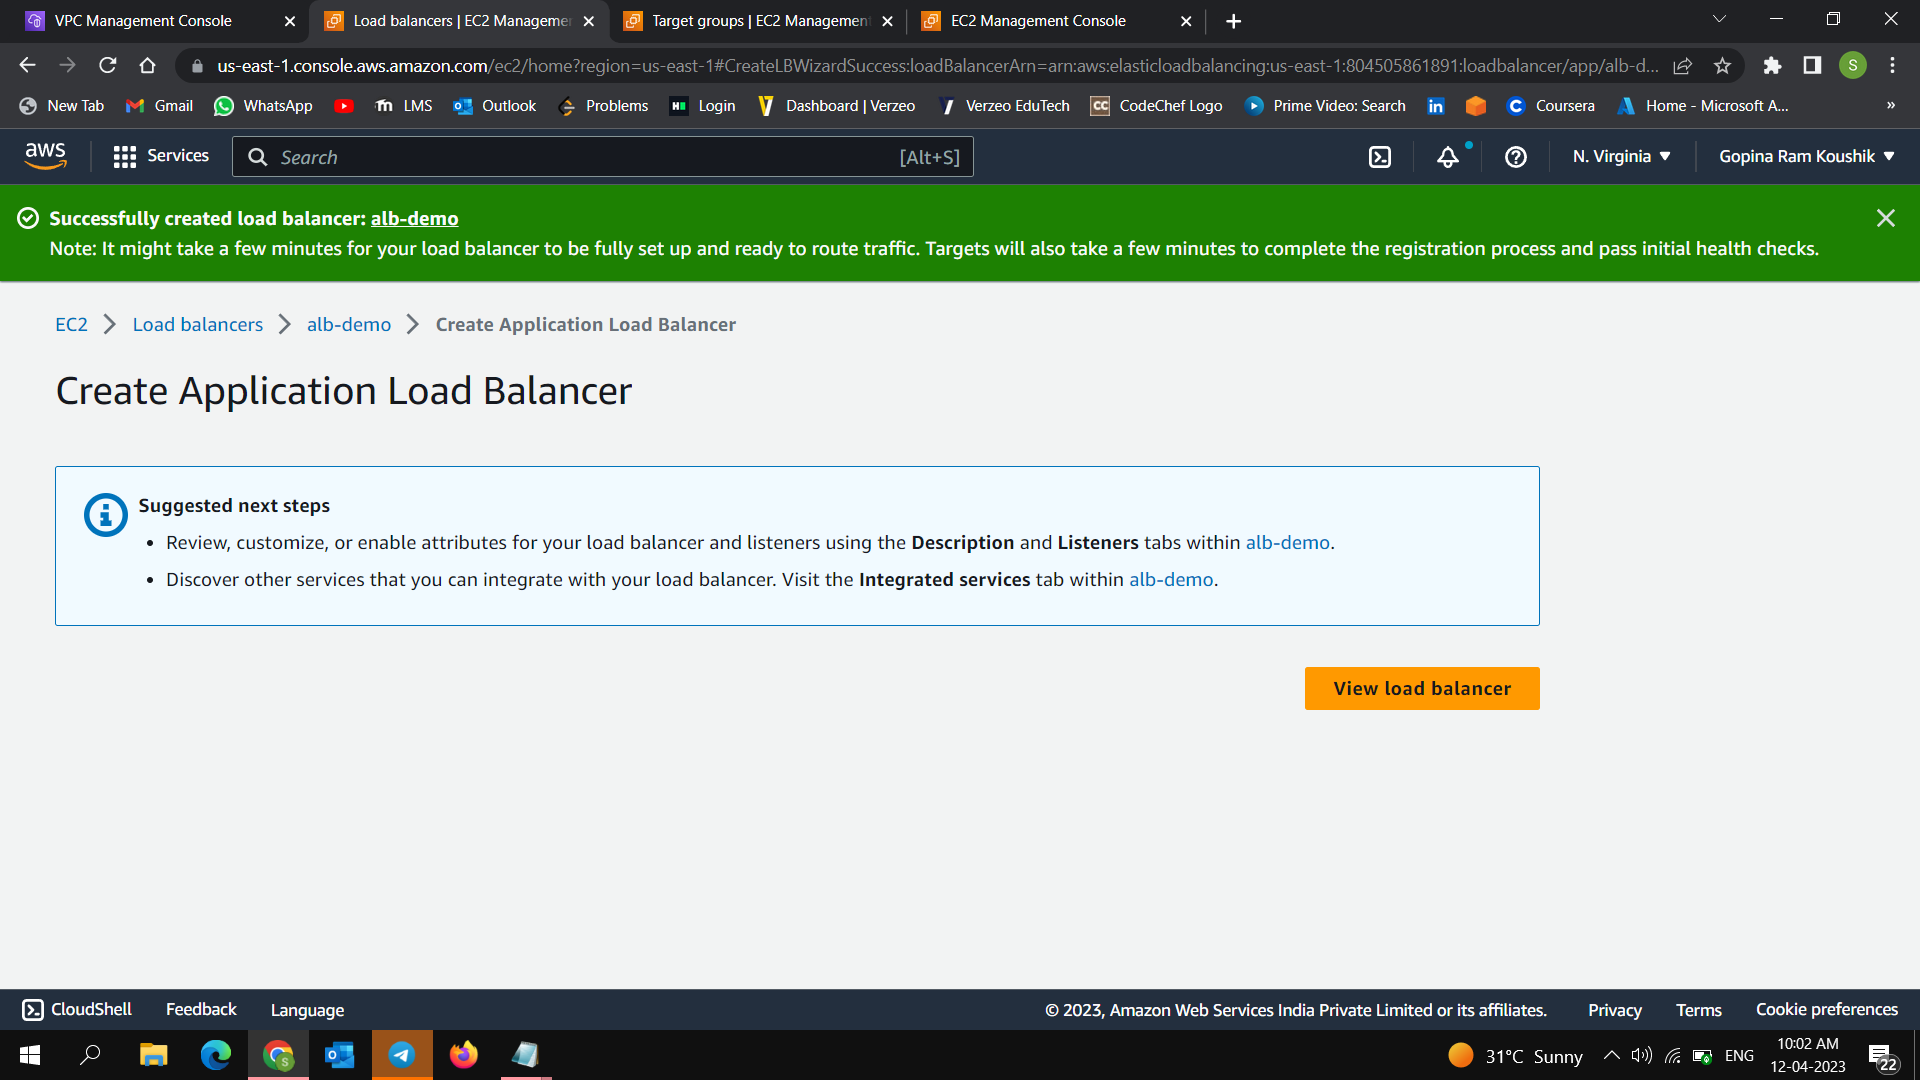 VPC Management Console
Load balancers | EC2 Managemen
Target groups | EC2 Management
EC2 Management Console
us-east-1.console.aws.amazon.com/ec2/home?region=us-east-1#CreateLBWizardSuccess:loadBalancerArn=arn:aws:elasticloadbalancing:us-east-1:804505861891:loadbalancer/app/alb-d...
S
New Tab
Gmail
WhatsApp
LMS
Outlook
Problems
Login
Dashboard | Verzeo
Verzeo EduTech
CC
CodeChef Logo
Prime Video: Search
in
Coursera
Home - Microsoft A...
»
aws
Services
Search
[Alt+S]
N. Virginia
Gopina Ram Koushik
Successfully created load balancer: alb-demo
Note: It might take a few minutes for your load balancer to be fully set up and ready to route traffic. Targets will also take a few minutes to complete the registration process and pass initial health checks.
EC2 > Load balancers > alb-demo > Create Application Load Balancer
Create Application Load Balancer
Suggested next steps
• Review, customize, or enable attributes for your load balancer and listeners using the Description and Listeners tabs within alb-demo.
• Discover other services that you can integrate with your load balancer. Visit the Integrated services tab within alb-demo.
View load balancer
CloudShell
Feedback
Language
© 2023, Amazon Web Services India Private Limited or its affiliates.
Privacy
Terms
Cookie preferences
31°C Sunny
ENG
10:02 AM
12-04-2023
22